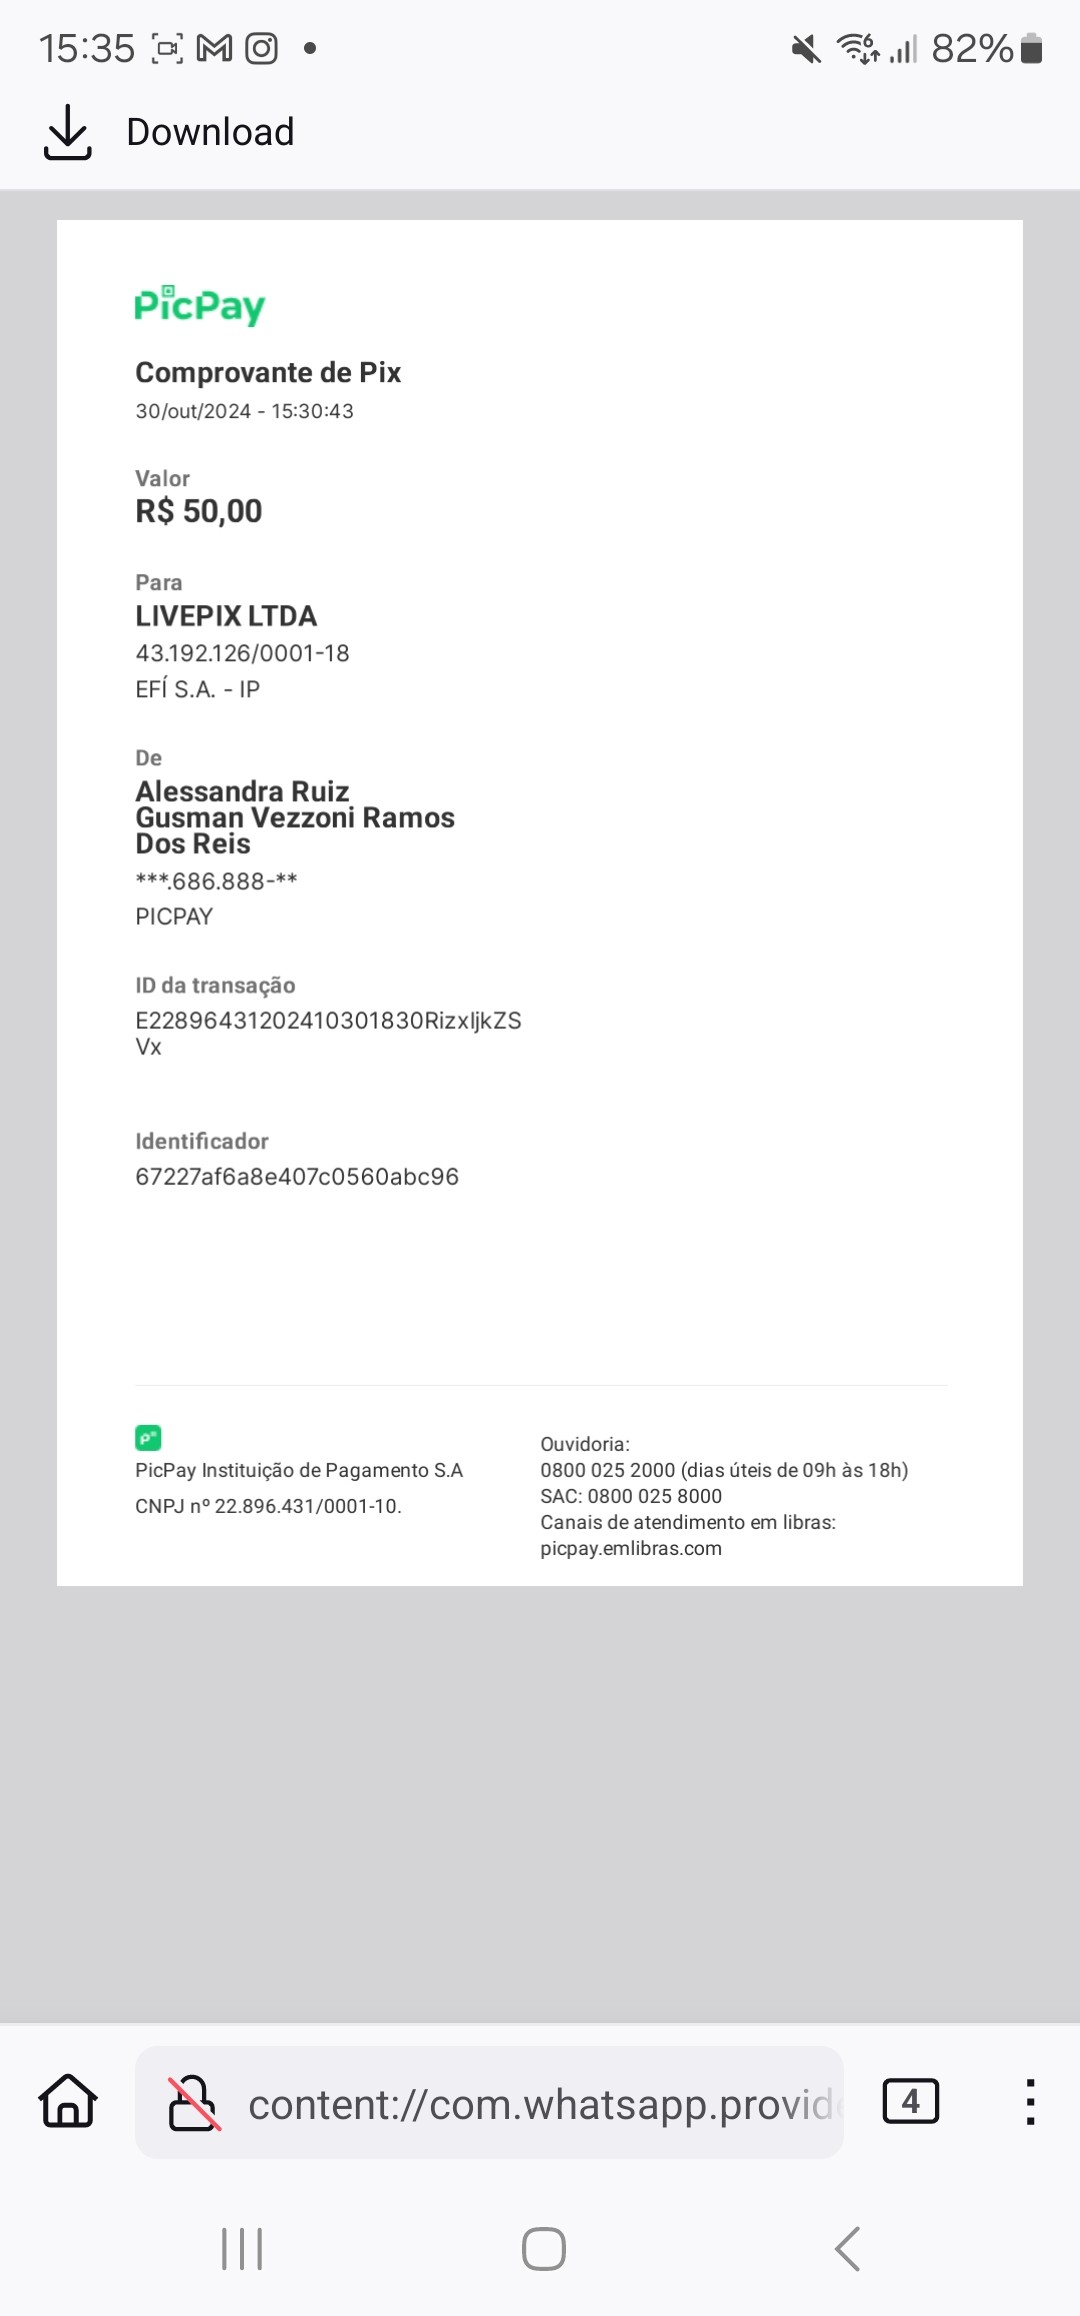 15:35
82%
Download
PicPay
Comprovante de Pix
30/out/2024 - 15:30:43
Valor
R$ 50,00
Para
LIVEPIX LTDA
43.192.126/0001-18
EFÍ S.A. - IP
De
Alessandra Ruiz
Gusman Vezzoni Ramos
Dos Reis
***.686.888-**
PICPAY
ID da transação
E22896431202410301830RizxIjkZS
Vx
Identificador
67227af6a8e407c0560abc96
PicPay Instituição de Pagamento S.A
CNPJ nº 22.896.431/0001-10.
Ouvidoria:
0800 025 2000 (dias úteis de 09h às 18h)
SAC: 0800 025 8000
Canais de atendimento em libras:
picpay.emlibras.com
content://com.whatsapp.provid
4